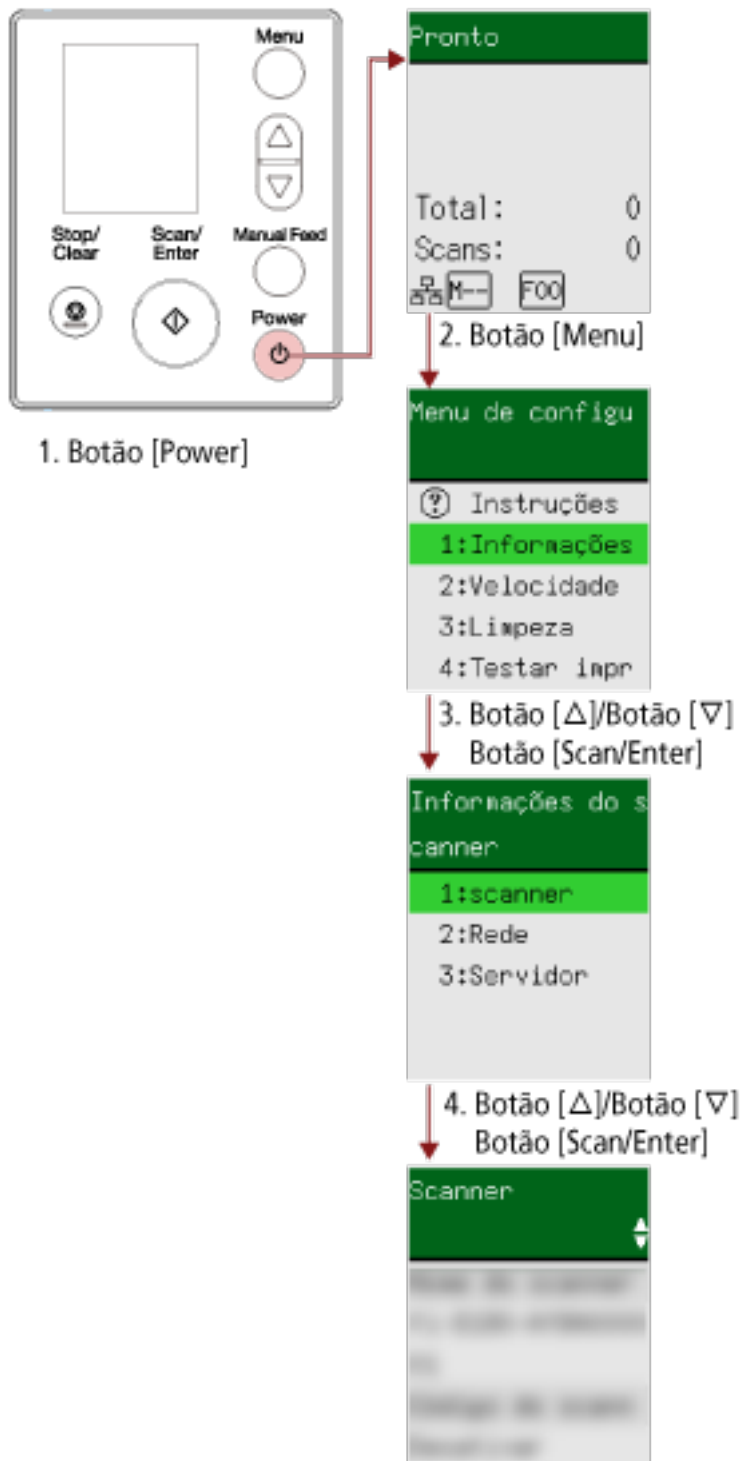 Menu
Stop/
Clear
Scan/
Enter
Manual Feed
Power
1. Botão [Power]
Pronto
Total: 0
Scans: 0
M-- F00
2. Botão [Menu]
Menu de configu
? Instruções
1:Informações
2:Velocidade
3:Limpeza
4:Testar impr
3. Botão [△]/Botão [▽]
Botão [Scan/Enter]
Informações do s
canner
1:scanner
2:Rede
3:Servidor
4. Botão [△]/Botão [▽]
Botão [Scan/Enter]
Scanner